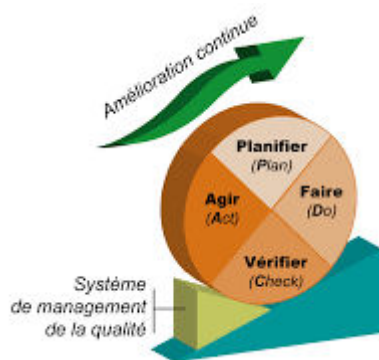 Amélioration continue
Planifier
(Plan)
Faire
(Do)
Vérifier
(Check)
Agir
(Act)
Système
de management
de la qualité